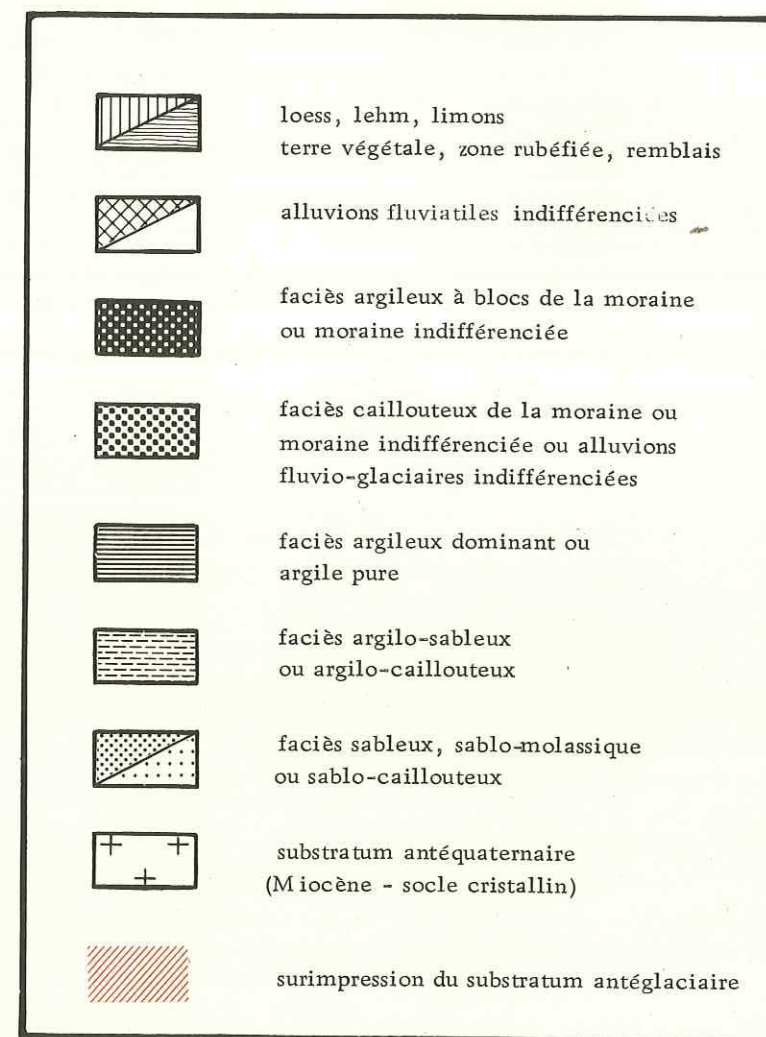 loess, lehm, limons
terre végétale, zone rubéfiée, remblais
alluvions fluviatiles indifférenciées
faciès argileux à blocs de la moraine
ou moraine indifférenciée
faciès caillouteux de la moraine ou
moraine indifférenciée ou alluvions
fluvio-glaciaires indifférenciées
faciès argileux dominant ou
argile pure
faciès argilo-sableux
ou argilo-caillouteux
faciès sableux, sablo-molassique
ou sablo-caillouteux
substratum antéquaternaire
(Miocène - socle cristallin)
surimpression du substratum antéglaciaire